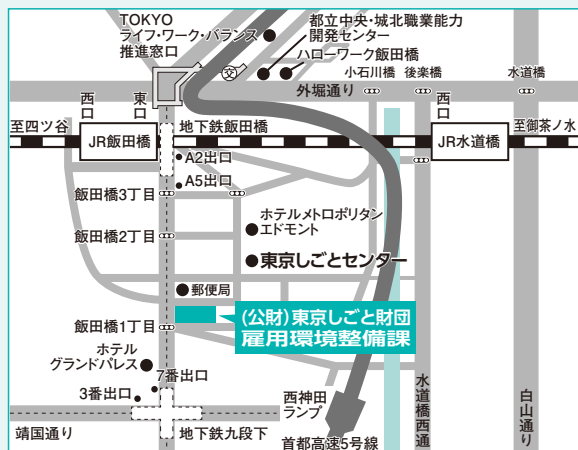 TOKYO
ライフ・ワーク・バランス
推進窓口
都立中央・城北職業能力
開発センター
ハローワーク飯田橋
交
小石川橋
後楽橋
水道橋
外堀通り
西口
東口
西口
至四ツ谷
JR飯田橋
地下鉄飯田橋
JR水道橋
至御茶ノ水
A2出口
A5出口
飯田橋3丁目
ホテルメトロポリタン
エドモント
飯田橋2丁目
東京しごとセンター
郵便局
(公財)東京しごと財団
雇用環境整備課
飯田橋1丁目
ホテル
グランドパレス
7番出口
3番出口
西神田
ランプ
水道橋西通り
白山通り
靖国通り
地下鉄九段下
首都高速5号線